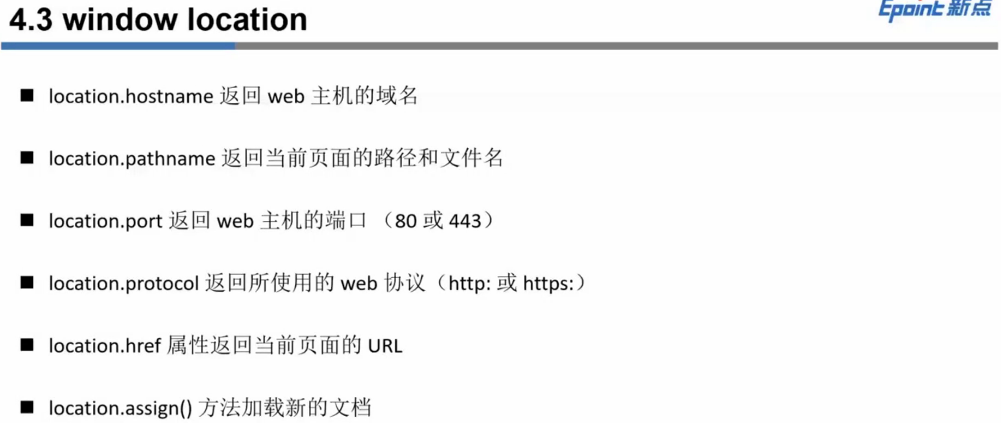 4.3 window location
Epoint 新点
location.hostname 返回 web 主机的域名
location.pathname 返回当前页面的路径和文件名
location.port 返回 web 主机的端口 （80 或 443）
location.protocol 返回所使用的 web 协议（http: 或 https:）
location.href 属性返回当前页面的 URL
location.assign() 方法加载新的文档